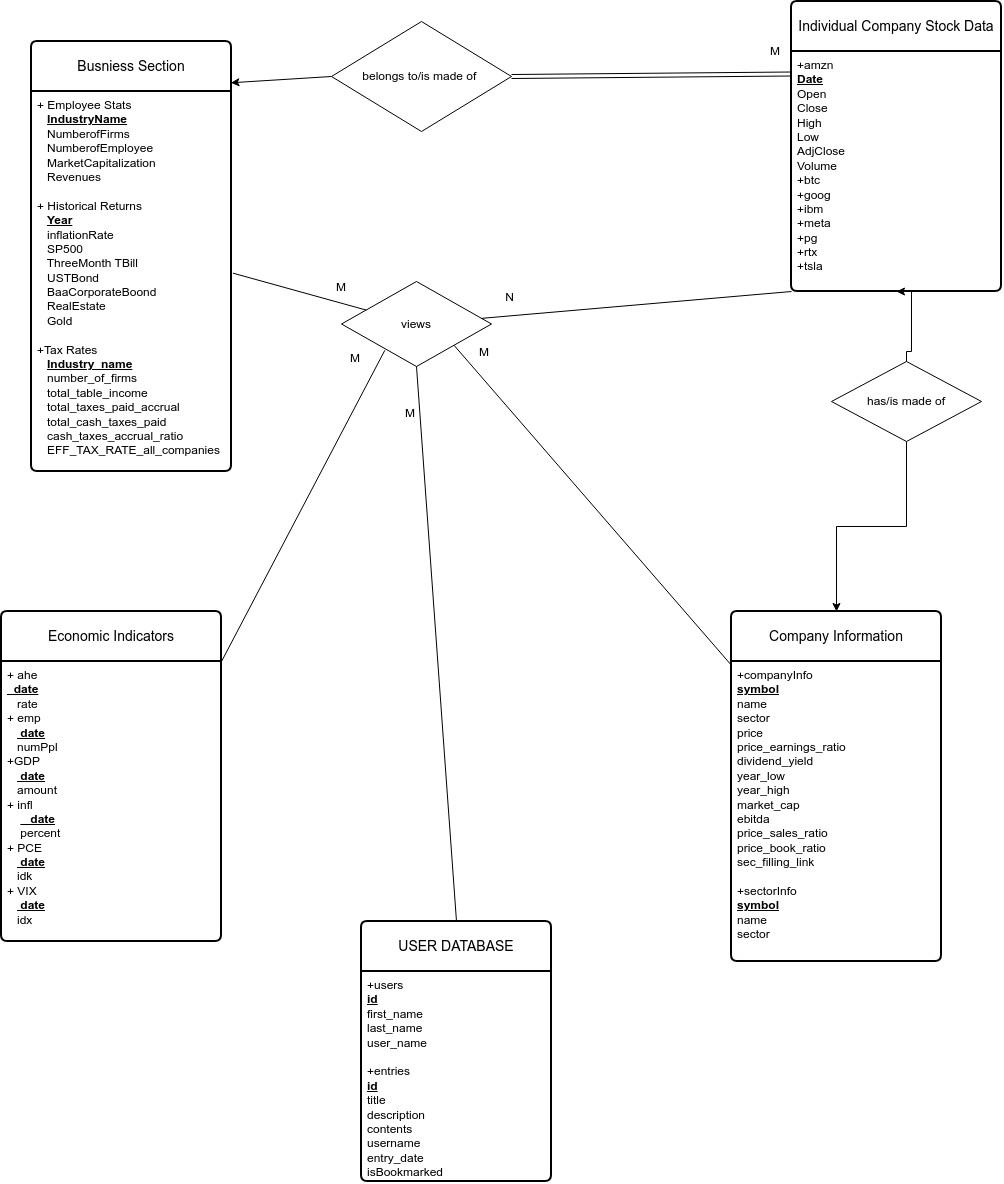 Busniess Section
+ Employee Stats
IndustryName
NumberofFirms
NumberofEmployee
MarketCapitalization
Revenues
+ Historical Returns
Year
inflationRate
SP500
ThreeMonth TBill
USTBond
BaaCorporateBoond
RealEstate
Gold
+Tax Rates
Industry_name
number_of_firms
total_table_income
total_taxes_paid_accrual
total_cash_taxes_paid
cash_taxes_accrual_ratio
EFF_TAX_RATE_all_companies
belongs to/is made of
M
Individual Company Stock Data
+amzn
Date
Open
Close
High
Low
AdjClose
Volume
+btc
+goog
+ibm
+meta
+pg
+rtx
+tsla
M
N
views
M
M
M
has/is made of
Economic Indicators
+ ahe
_date
rate
+ emp
_date
numPpl
+GDP
_date
amount
+ infl
_date
percent
+ PCE
_date
idk
+ VIX
_date
idx
Company Information
+companyInfo
symbol
name
sector
price
price_earnings_ratio
dividend_yield
year_low
year_high
market_cap
ebitda
price_sales_ratio
price_book_ratio
sec_filling_link
+sectorInfo
symbol
name
sector
USER DATABASE
+users
id
first_name
last_name
user_name
+entries
id
title
description
contents
username
entry_date
isBookmarked